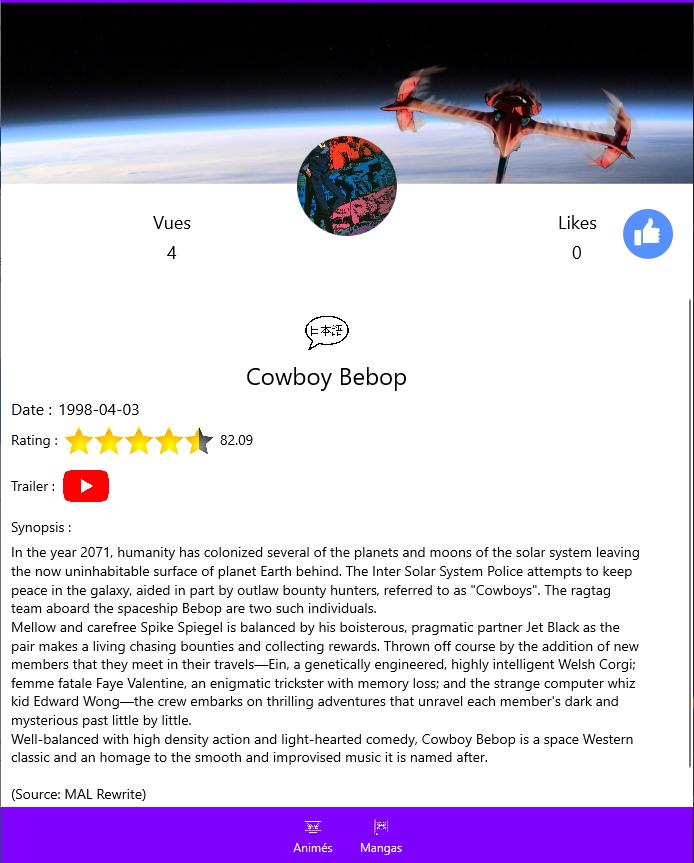 Vues
4
Likes
0
日本語
Cowboy Bebop
Date : 1998-04-03
Rating : 82.09
Trailer :
Synopsis :
In the year 2071, humanity has colonized several of the planets and moons of the solar system leaving
the now uninhabitable surface of planet Earth behind. The Inter Solar System Police attempts to keep
peace in the galaxy, aided in part by outlaw bounty hunters, referred to as "Cowboys". The ragtag
team aboard the spaceship Bebop are two such individuals.
Mellow and carefree Spike Spiegel is balanced by his boisterous, pragmatic partner Jet Black as the
pair makes a living chasing bounties and collecting rewards. Thrown off course by the addition of new
members that they meet in their travels—Ein, a genetically engineered, highly intelligent Welsh Corgi;
femme fatale Faye Valentine, an enigmatic trickster with memory loss; and the strange computer whiz
kid Edward Wong—the crew embarks on thrilling adventures that unravel each member's dark and
mysterious past little by little.
Well-balanced with high density action and light-hearted comedy, Cowboy Bebop is a space Western
classic and an homage to the smooth and improvised music it is named after.
(Source: MAL Rewrite)
Animés
Mangas